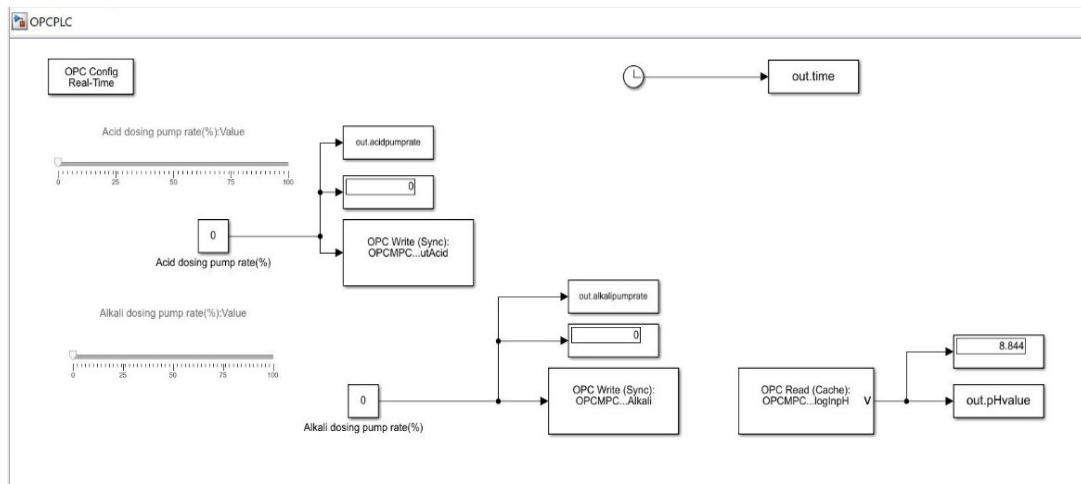 OPCPLC
OPC Config
Real-Time
out.time
Acid dosing pump rate(%):Value
0 25 50 75 100
out.acidpumprate
0
0
OPC Write (Sync):
OPCMPC...utAcid
Acid dosing pump rate(%)
Alkali dosing pump rate(%):Value
0 25 50 75 100
out.alkalipumprate
0
0
OPC Write (Sync):
OPCMPC...Alkali
Alkali dosing pump rate(%)
OPC Read (Cache):
OPCMPC...logInpH
V
8.844
out.pHvalue